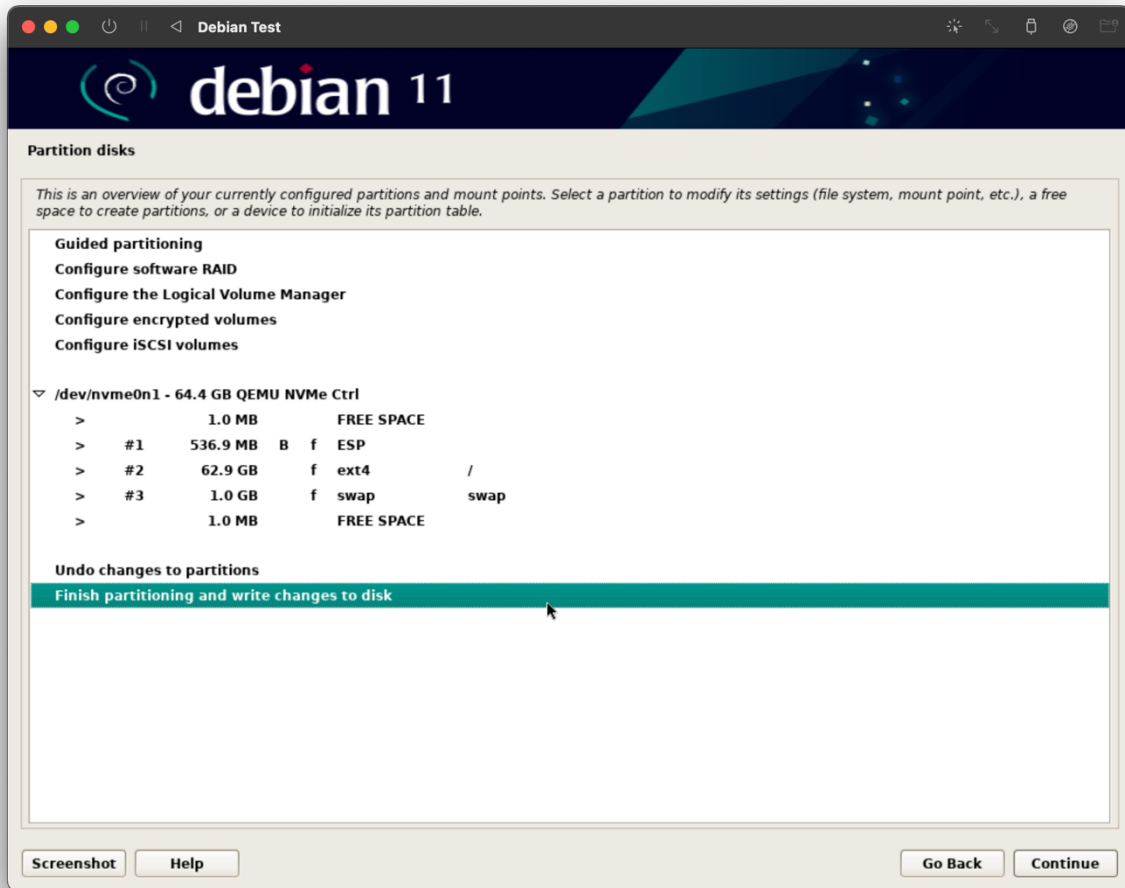 Debian Test
debian 11
Partition disks
This is an overview of your currently configured partitions and mount points. Select a partition to modify its settings (file system, mount point, etc.), a free
space to create partitions, or a device to initialize its partition table.
Guided partitioning
Configure software RAID
Configure the Logical Volume Manager
Configure encrypted volumes
Configure iSCSI volumes
/dev/nvme0n1 - 64.4 GB QEMU NVMe Ctrl
> 1.0 MB FREE SPACE
> #1 536.9 MB B f ESP
> #2 62.9 GB f ext4 /
> #3 1.0 GB f swap swap
> 1.0 MB FREE SPACE
Undo changes to partitions
Finish partitioning and write changes to disk
Screenshot Help Go Back Continue